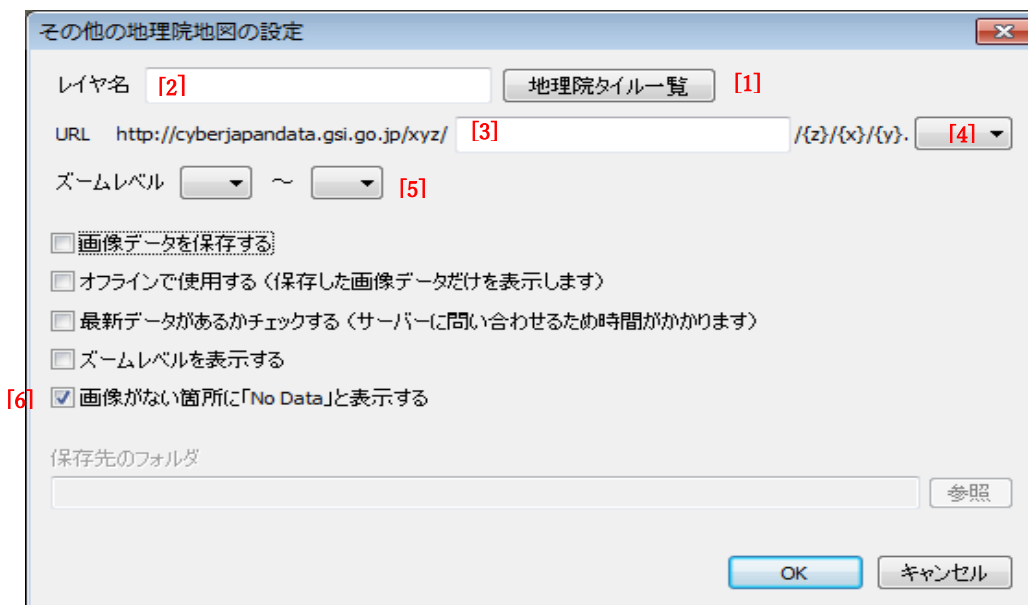 その他の地理院地図の設定
レイヤ名 [2] 地理院タイル一覧 [1]
URL http://cyberjapandata.gsi.go.jp/xyz/ [3] /{z}/{x}/{y}. [4]
ズームレベル ～ [5]
画像データを保存する
オフラインで使用する（保存した画像データだけを表示します）
最新データがあるかチェックする（サーバーに問い合わせるため時間がかかります）
ズームレベルを表示する
[6] 画像がない箇所に「No Data」と表示する
保存先のフォルダ
参照
OK キャンセル